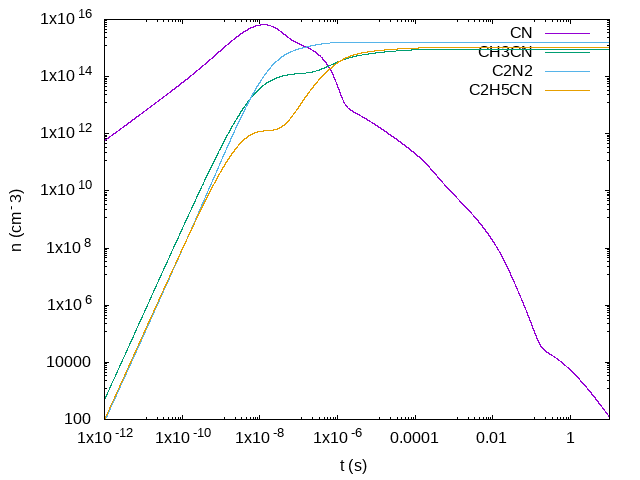 1x10^16
1x10^14
1x10^12
1x10^10
1x10^8
1x10^6
10000
100
n (cm-3)
CN
CH3CN
C2N2
C2H5CN
1x10^-12 1x10^-10 1x10^-8 1x10^-6 0.0001 0.01 1
t (s)